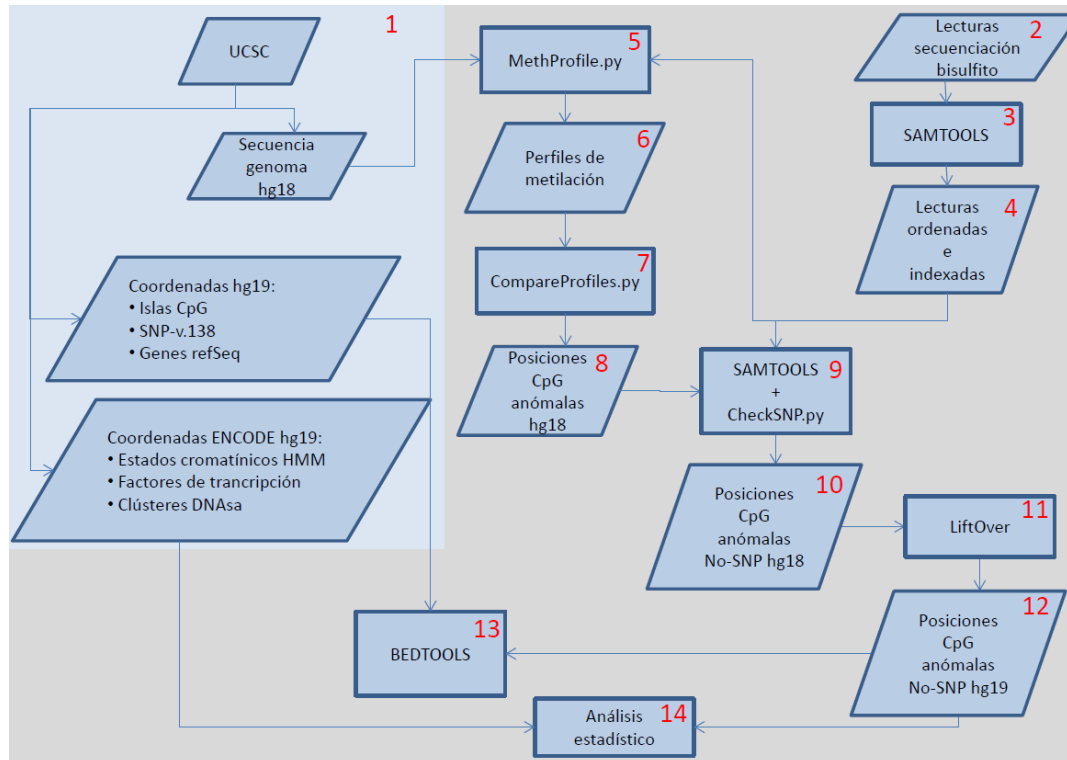 1
UCSC
Secuencia
genoma
hg18
Coordenadas hg19:
• Islas CpG
• SNP-v.138
• Genes refSeq
Coordenadas ENCODE hg19:
• Estados cromatínicos HMM
• Factores de trancripción
• Clústeres DNAsa
5
MethProfile.py
6
Perfiles de
metilación
7
CompareProfiles.py
8
Posiciones
CpG
anómalas
hg18
2
Lecturas
secuenciación
bisulfito
3
SAMTOOLS
4
Lecturas
ordenadas
e
indexadas
9
SAMTOOLS
+
CheckSNP.py
10
Posiciones
CpG
anómalas
No-SNP hg18
11
LiftOver
12
Posiciones
CpG
anómalas
No-SNP hg19
13
BEDTOOLS
14
Análisis
estadístico